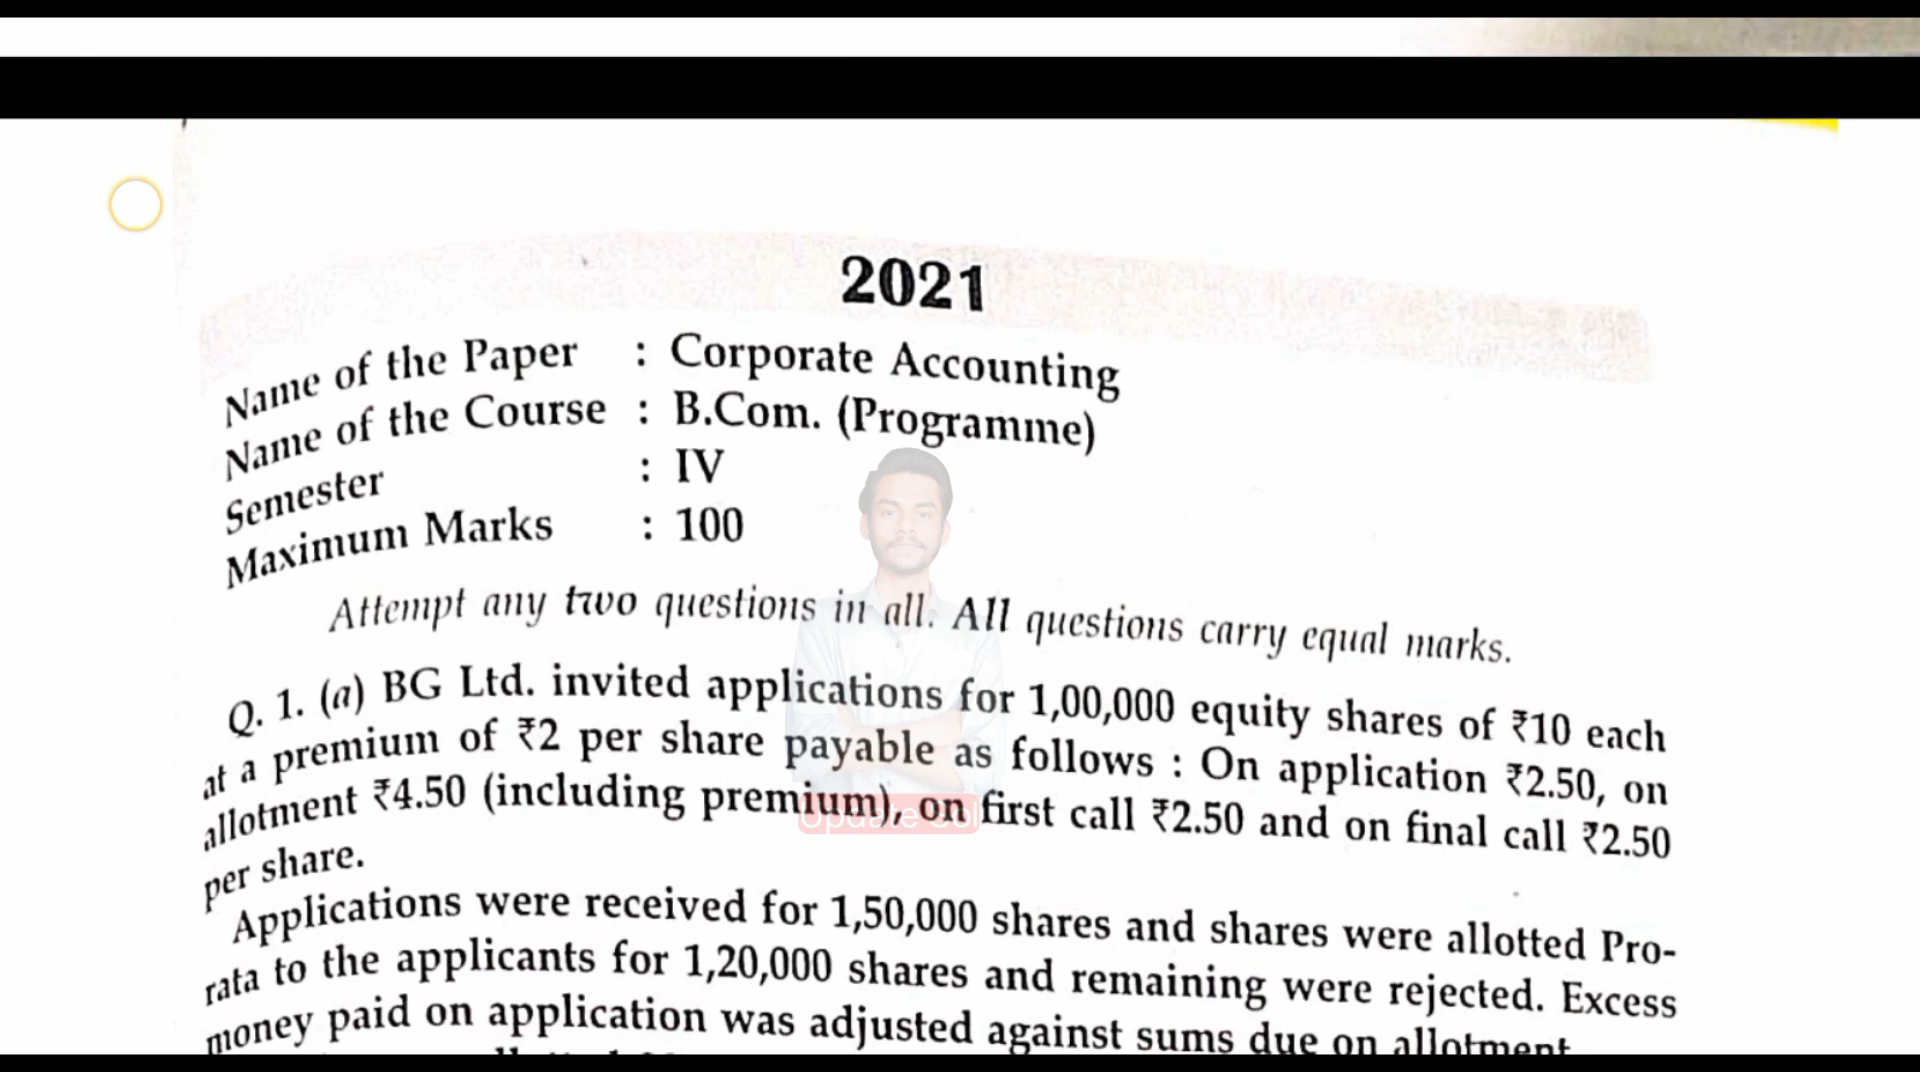 2021
Name of the Paper : Corporate Accounting
Name of the Course : B.Com. (Programme)
Semester : IV
Maximum Marks : 100
Attempt any two questions in all. All questions carry equal marks.
Q. 1. (a) BG Ltd. invited applications for 1,00,000 equity shares of ₹10 each
at a premium of ₹2 per share payable as follows : On application ₹2.50, on
allotment ₹4.50 (including premium), on first call ₹2.50 and on final call ₹2.50
per share.
Applications were received for 1,50,000 shares and shares were allotted Pro-
rata to the applicants for 1,20,000 shares and remaining were rejected. Excess
money paid on application was adjusted against sums due on allotment
Update Sol